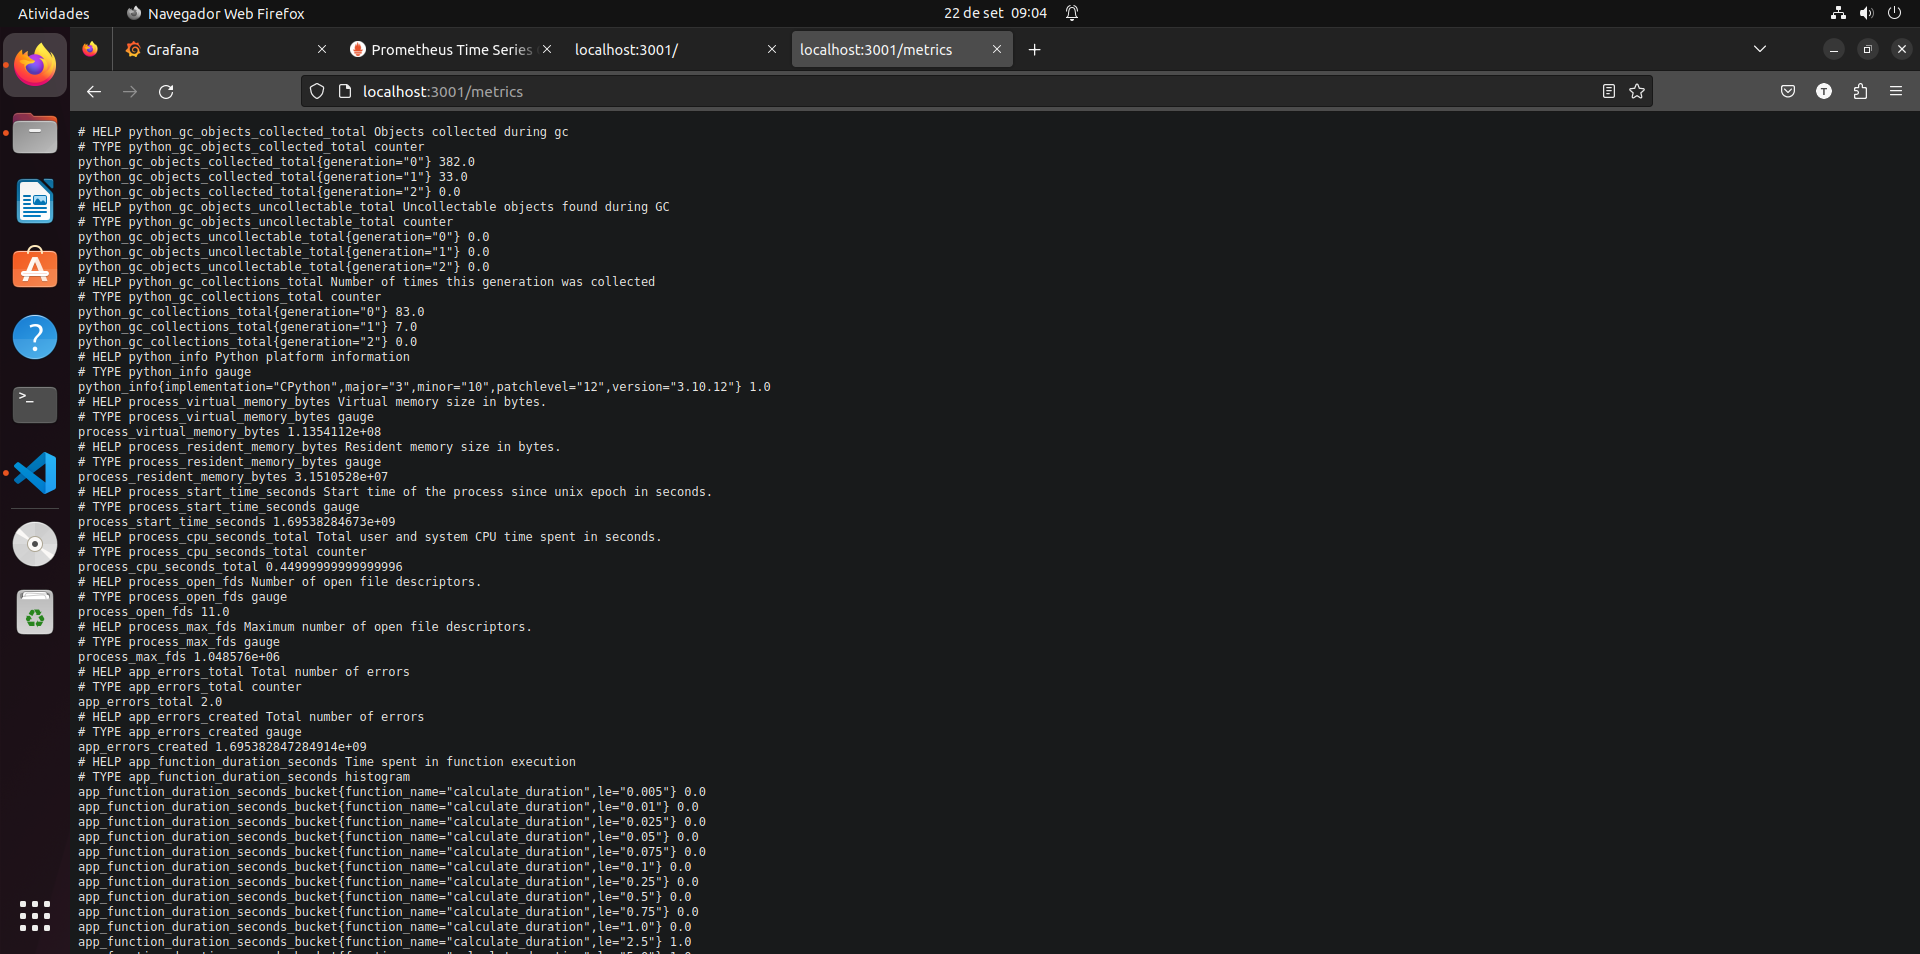 Atividades
Navegador Web Firefox
22 de set 09:04
Grafana
Prometheus Time Series
localhost:3001/
localhost:3001/metrics
localhost:3001/metrics
T
# HELP python_gc_objects_collected_total Objects collected during gc
# TYPE python_gc_objects_collected_total counter
python_gc_objects_collected_total{generation="0"} 382.0
python_gc_objects_collected_total{generation="1"} 33.0
python_gc_objects_collected_total{generation="2"} 0.0
# HELP python_gc_objects_uncollectable_total Uncollectable objects found during GC
# TYPE python_gc_objects_uncollectable_total counter
python_gc_objects_uncollectable_total{generation="0"} 0.0
python_gc_objects_uncollectable_total{generation="1"} 0.0
python_gc_objects_uncollectable_total{generation="2"} 0.0
# HELP python_gc_collections_total Number of times this generation was collected
# TYPE python_gc_collections_total counter
python_gc_collections_total{generation="0"} 83.0
python_gc_collections_total{generation="1"} 7.0
python_gc_collections_total{generation="2"} 0.0
# HELP python_info Python platform information
# TYPE python_info gauge
python_info{implementation="CPython",major="3",minor="10",patchlevel="12",version="3.10.12"} 1.0
# HELP process_virtual_memory_bytes Virtual memory size in bytes.
# TYPE process_virtual_memory_bytes gauge
process_virtual_memory_bytes 1.1354112e+08
# HELP process_resident_memory_bytes Resident memory size in bytes.
# TYPE process_resident_memory_bytes gauge
process_resident_memory_bytes 3.1510528e+07
# HELP process_start_time_seconds Start time of the process since unix epoch in seconds.
# TYPE process_start_time_seconds gauge
process_start_time_seconds 1.69538284673e+09
# HELP process_cpu_seconds_total Total user and system CPU time spent in seconds.
# TYPE process_cpu_seconds_total counter
process_cpu_seconds_total 0.44999999999999996
# HELP process_open_fds Number of open file descriptors.
# TYPE process_open_fds gauge
process_open_fds 11.0
# HELP process_max_fds Maximum number of open file descriptors.
# TYPE process_max_fds gauge
process_max_fds 1.048576e+06
# HELP app_errors_total Total number of errors
# TYPE app_errors_total counter
app_errors_total 2.0
# HELP app_errors_created Total number of errors
# TYPE app_errors_created gauge
app_errors_created 1.695382847284914e+09
# HELP app_function_duration_seconds Time spent in function execution
# TYPE app_function_duration_seconds histogram
app_function_duration_seconds_bucket{function_name="calculate_duration",le="0.005"} 0.0
app_function_duration_seconds_bucket{function_name="calculate_duration",le="0.01"} 0.0
app_function_duration_seconds_bucket{function_name="calculate_duration",le="0.025"} 0.0
app_function_duration_seconds_bucket{function_name="calculate_duration",le="0.05"} 0.0
app_function_duration_seconds_bucket{function_name="calculate_duration",le="0.075"} 0.0
app_function_duration_seconds_bucket{function_name="calculate_duration",le="0.1"} 0.0
app_function_duration_seconds_bucket{function_name="calculate_duration",le="0.25"} 0.0
app_function_duration_seconds_bucket{function_name="calculate_duration",le="0.5"} 0.0
app_function_duration_seconds_bucket{function_name="calculate_duration",le="0.75"} 0.0
app_function_duration_seconds_bucket{function_name="calculate_duration",le="1.0"} 0.0
app_function_duration_seconds_bucket{function_name="calculate_duration",le="2.5"} 1.0